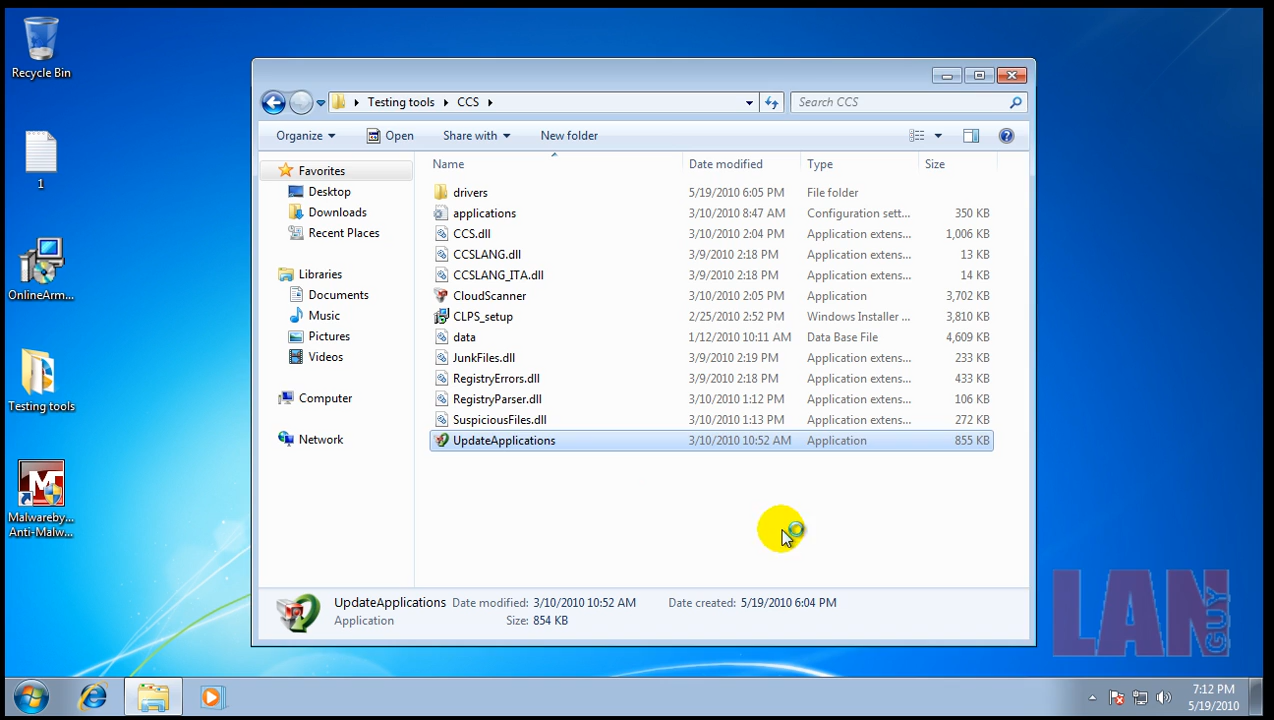 Recycle Bin
1
OnlineArm...
Testing tools
Malwareby...
Anti-Malw...
Testing tools CCS
Search CCS
Organize Open Share with New folder
Name Date modified Type Size
Favorites
Desktop
Downloads
Recent Places
Libraries
Documents
Music
Pictures
Videos
Computer
Network
drivers 5/19/2010 6:05 PM File folder
applications 3/10/2010 8:47 AM Configuration sett... 350 KB
CCS.dll 3/10/2010 2:04 PM Application extens... 1,006 KB
CCSLANG.dll 3/9/2010 2:18 PM Application extens... 13 KB
CCSLANG_ITA.dll 3/9/2010 2:18 PM Application extens... 14 KB
CloudScanner 3/10/2010 2:05 PM Application 3,702 KB
CLPS_setup 2/25/2010 2:52 PM Windows Installer ... 3,810 KB
data 1/12/2010 10:11 AM Data Base File 4,609 KB
JunkFiles.dll 3/9/2010 2:19 PM Application extens... 233 KB
RegistryErrors.dll 3/9/2010 2:18 PM Application extens... 433 KB
RegistryParser.dll 3/10/2010 1:12 PM Application extens... 106 KB
SuspiciousFiles.dll 3/10/2010 1:13 PM Application extens... 272 KB
UpdateApplications 3/10/2010 10:52 AM Application 855 KB
UpdateApplications Date modified: 3/10/2010 10:52 AM Date created: 5/19/2010 6:04 PM
Application Size: 854 KB
LAN GUY
7:12 PM
5/19/2010